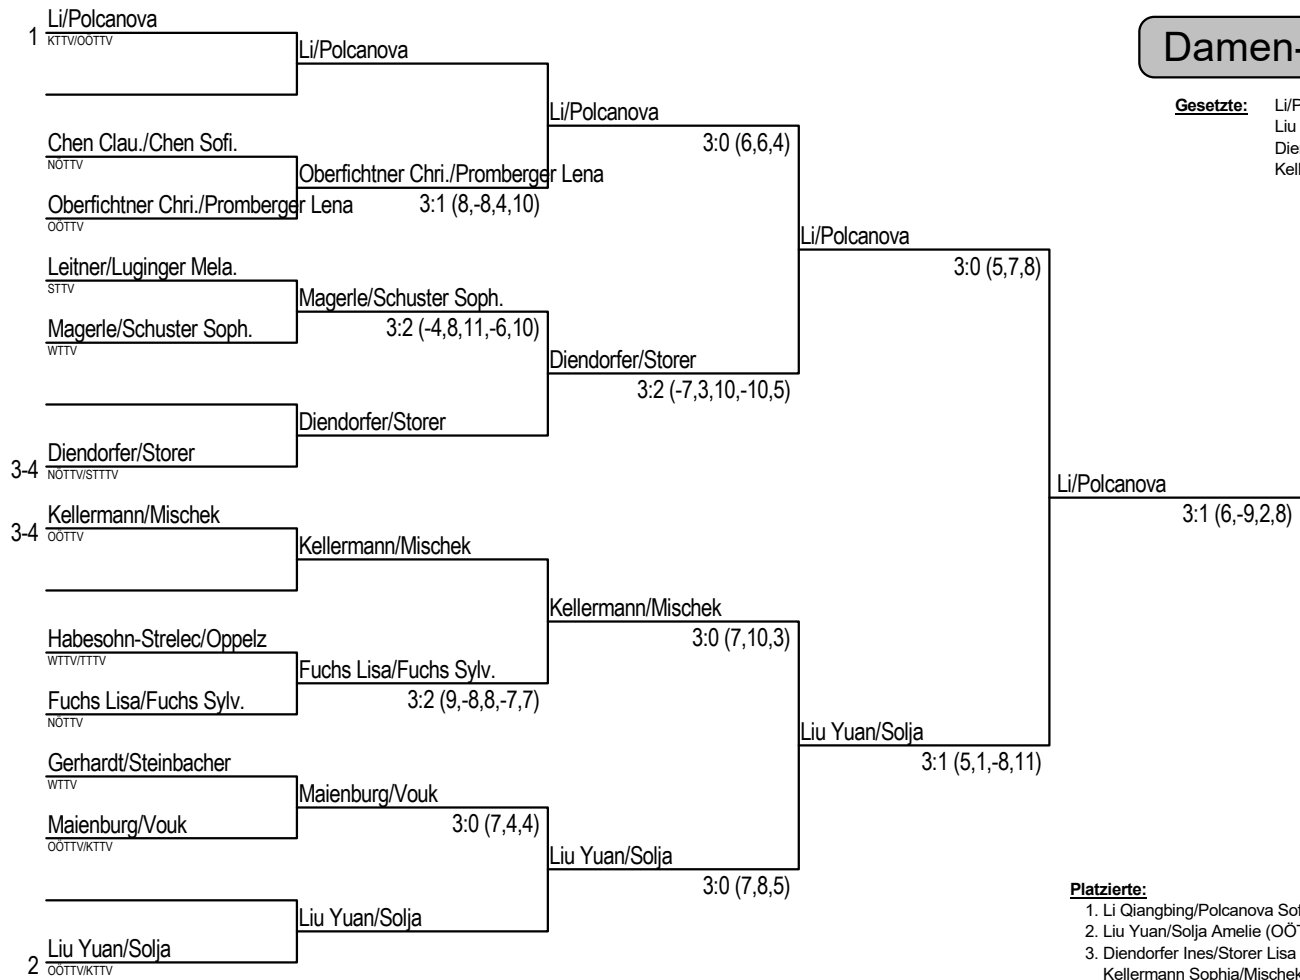 Damen-
Gesetzte: Li/P
Liu
Die
Kell
1 Li/Polcanova
KTTV/OÖTTV
Chen Clau./Chen Sofi.
NÖTTV
Oberfichtner Chri./Promberger Lena
OÖTTV
Leitner/Luginger Mela.
STTV
Magerle/Schuster Soph.
WTTV
3-4 Diendorfer/Storer
NÖTTV/STTTV
3-4 Kellermann/Mischek
OÖTTV
Habesohn-Strelec/Oppelz
WTTV/TTTV
Fuchs Lisa/Fuchs Sylv.
NÖTTV
Gerhardt/Steinbacher
WTTV
Maienburg/Vouk
OÖTTV/KTTV
2 Liu Yuan/Solja
OÖTTV/KTTV
Li/Polcanova
Oberfichtner Chri./Promberger Lena
3:1 (8,-8,4,10)
Magerle/Schuster Soph.
3:2 (-4,8,11,-6,10)
Diendorfer/Storer
Kellermann/Mischek
Fuchs Lisa/Fuchs Sylv.
3:2 (9,-8,8,-7,7)
Maienburg/Vouk
3:0 (7,4,4)
Liu Yuan/Solja
Li/Polcanova
3:0 (6,6,4)
Diendorfer/Storer
3:2 (-7,3,10,-10,5)
Kellermann/Mischek
3:0 (7,10,3)
Liu Yuan/Solja
3:0 (7,8,5)
Li/Polcanova
3:0 (5,7,8)
Liu Yuan/Solja
3:1 (5,1,-8,11)
Li/Polcanova
3:1 (6,-9,2,8)
Platzierte:
1. Li Qiangbing/Polcanova Sof
2. Liu Yuan/Solja Amelie (OÖT
3. Diendorfer Ines/Storer Lisa
Kellermann Sophia/Mischek